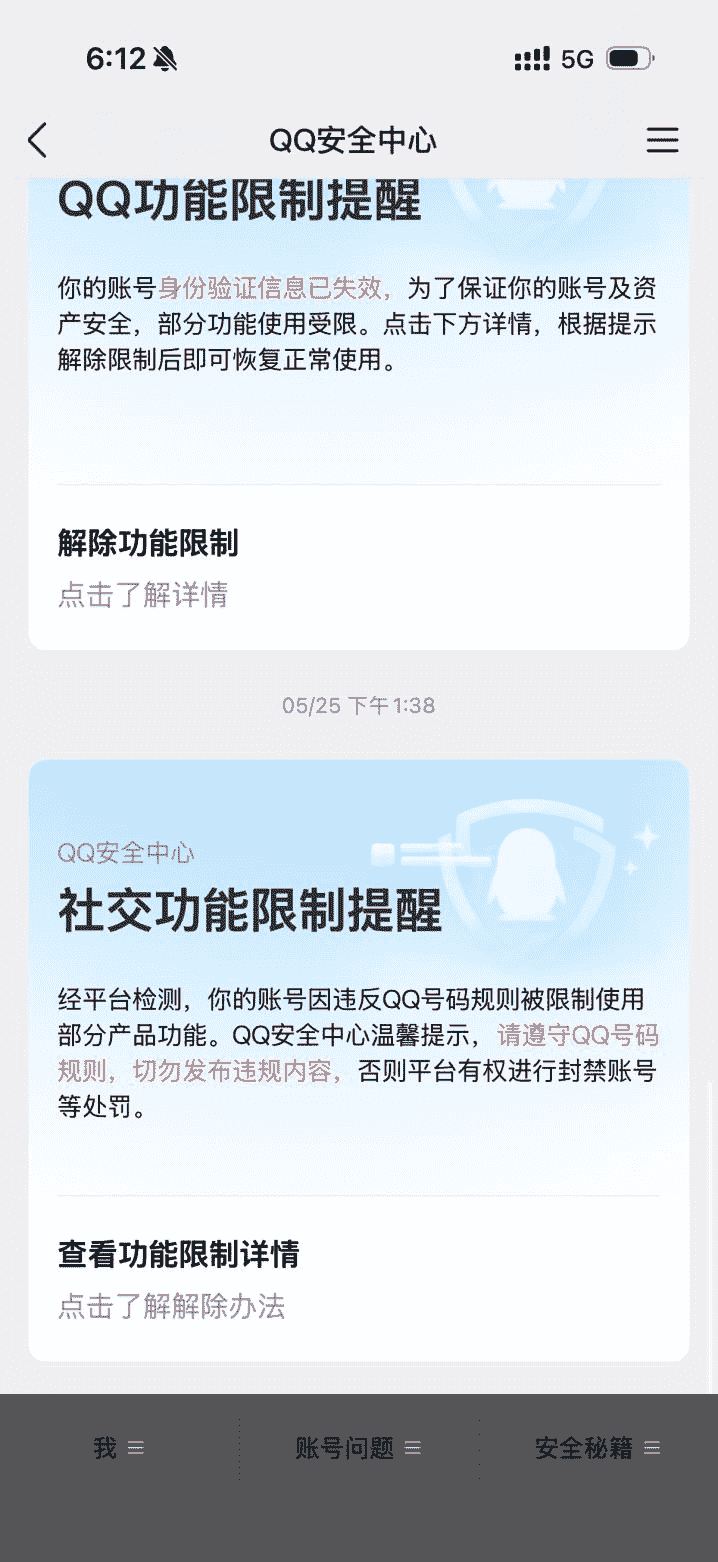 6:12
5G
QQ安全中心
QQ功能限制提醒
你的账号身份验证信息已失效，为了保证你的账号及资
产安全，部分功能使用受限。点击下方详情，根据提示
解除限制后即可恢复正常使用。
解除功能限制
点击了解详情
05/25 下午1:38
QQ安全中心
社交功能限制提醒
经平台检测，你的账号因违反QQ号码规则被限制使用
部分产品功能。QQ安全中心温馨提示，请遵守QQ号码
规则，切勿发布违规内容，否则平台有权进行封禁账号
等处罚。
查看功能限制详情
点击了解解除办法
我
账号问题
安全秘籍